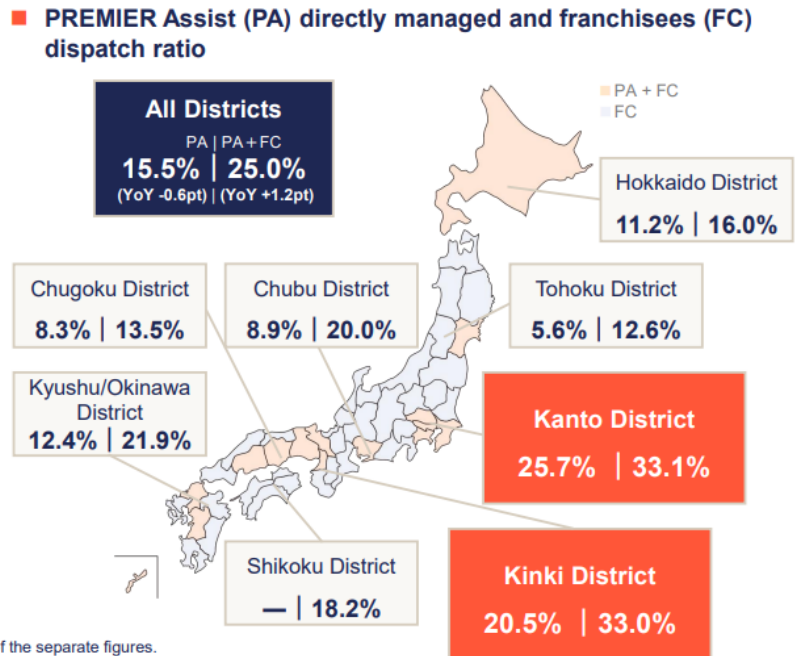 PREMIER Assist (PA) directly managed and franchisees (FC)
dispatch ratio
All Districts
PA | PA+FC
15.5% | 25.0%
(YoY -0.6pt) | (YoY +1.2pt)
PA + FC
FC
Hokkaido District
11.2% | 16.0%
Chugoku District
8.3% | 13.5%
Chubu District
8.9% | 20.0%
Tohoku District
5.6% | 12.6%
Kyushu/Okinawa
District
12.4% | 21.9%
Kanto District
25.7% | 33.1%
Shikoku District
— | 18.2%
Kinki District
20.5% | 33.0%
f the separate figures.